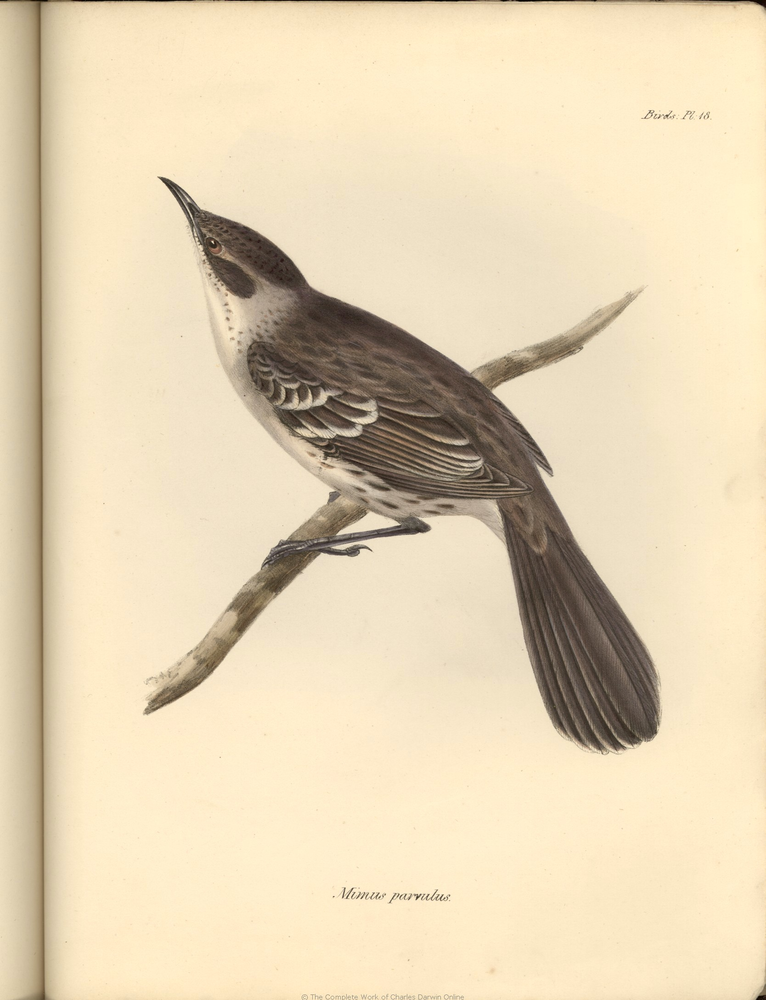 Birds: Pl: 18.
Mimus parvulus.
© The Complete Work of Charles Darwin Online